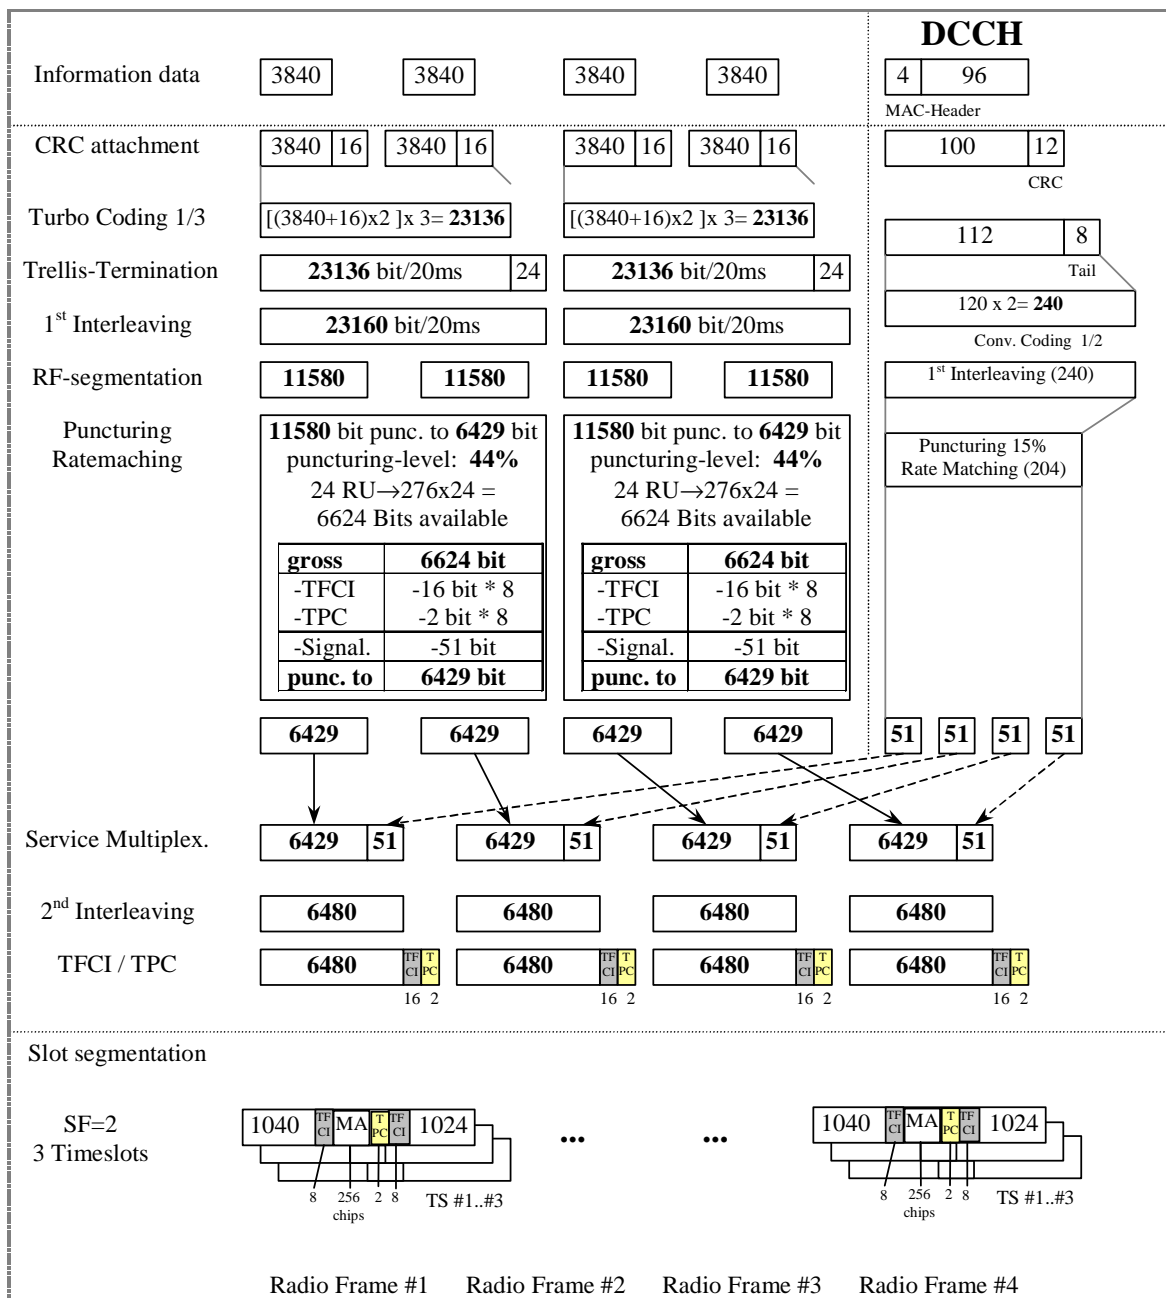 DCCH
Information data 3840 3840 3840 3840 4 96
MAC-Header
CRC attachment 3840 16 3840 16 3840 16 3840 16 100 12
CRC
Turbo Coding 1/3 [(3840+16)x2 ]x 3= 23136 [(3840+16)x2 ]x 3= 23136
112 8
Trellis-Termination 23136 bit/20ms 24 23136 bit/20ms 24
Tail
120 x 2= 240
1st Interleaving 23160 bit/20ms 23160 bit/20ms
Conv. Coding 1/2
RF-segmentation 11580 11580 11580 11580 1st Interleaving (240)
Puncturing 11580 bit punc. to 6429 bit 11580 bit punc. to 6429 bit
Ratemaching puncturing-level: 44% puncturing-level: 44%
Puncturing 15%
Rate Matching (204)
24 RU→276x24 = 24 RU→276x24 =
6624 Bits available 6624 Bits available
gross 6624 bit gross 6624 bit
-TFCI -16 bit * 8 -TFCI -16 bit * 8
-TPC -2 bit * 8 -TPC -2 bit * 8
-Signal. -51 bit -Signal. -51 bit
punc. to 6429 bit punc. to 6429 bit
6429 6429 6429 6429 51 51 51 51
Service Multiplex. 6429 51 6429 51 6429 51 6429 51
2nd Interleaving 6480 6480 6480 6480
TFCI / TPC 6480 TF CI T PC 6480 TF CI T PC 6480 TF CI T PC 6480 TF CI T PC
16 2 16 2 16 2 16 2
Slot segmentation
SF=2
3 Timeslots
1040 TF CI MA T PC TF CI 1024 ... ... 1040 TF CI MA T PC TF CI 1024
8 256 2 8 TS #1..#3 8 256 2 8 TS #1..#3
chips chips
Radio Frame #1 Radio Frame #2 Radio Frame #3 Radio Frame #4